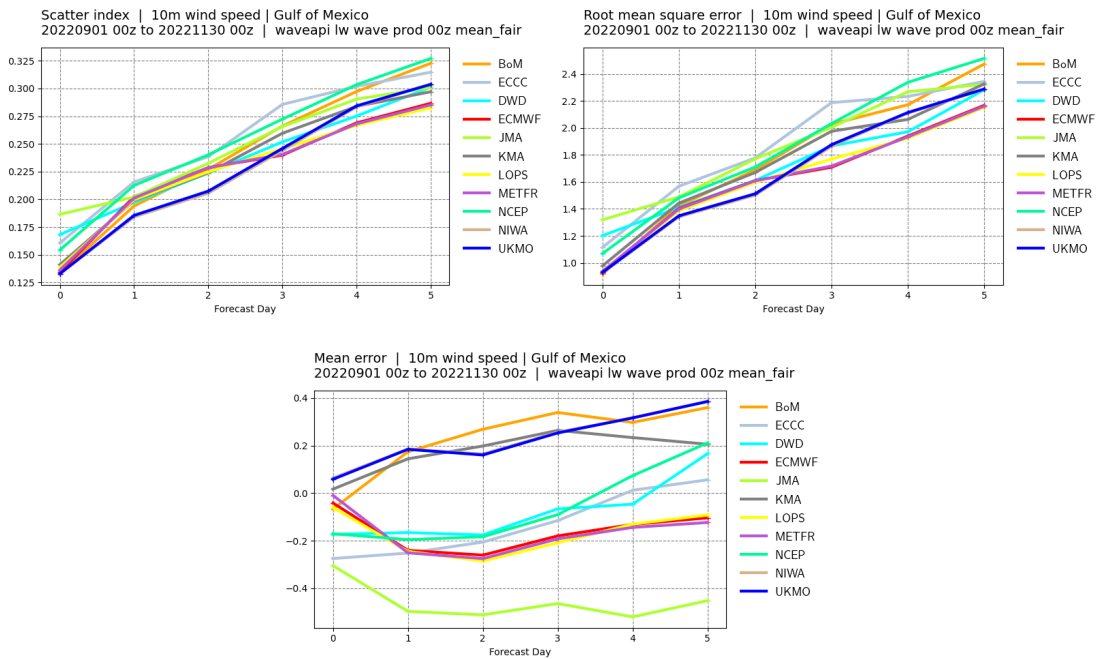 Scatter index  |  10m wind speed | Gulf of Mexico
20220901 00z to 20221130 00z  |  waveapi lw wave prod 00z mean_fair
0.325
0.300
0.275
0.250
0.225
0.200
0.175
0.150
0.125
0 1 2 3 4 5
Forecast Day
BoM
ECCC
DWD
ECMWF
JMA
KMA
LOPS
METFR
NCEP
NIWA
UKMO
Root mean square error  |  10m wind speed | Gulf of Mexico
20220901 00z to 20221130 00z  |  waveapi lw wave prod 00z mean_fair
2.4
2.2
2.0
1.8
1.6
1.4
1.2
1.0
0 1 2 3 4 5
Forecast Day
BoM
ECCC
DWD
ECMWF
JMA
KMA
LOPS
METFR
NCEP
NIWA
UKMO
Mean error  |  10m wind speed | Gulf of Mexico
20220901 00z to 20221130 00z  |  waveapi lw wave prod 00z mean_fair
0.4
0.2
0.0
−0.2
−0.4
0 1 2 3 4 5
Forecast Day
BoM
ECCC
DWD
ECMWF
JMA
KMA
LOPS
METFR
NCEP
NIWA
UKMO